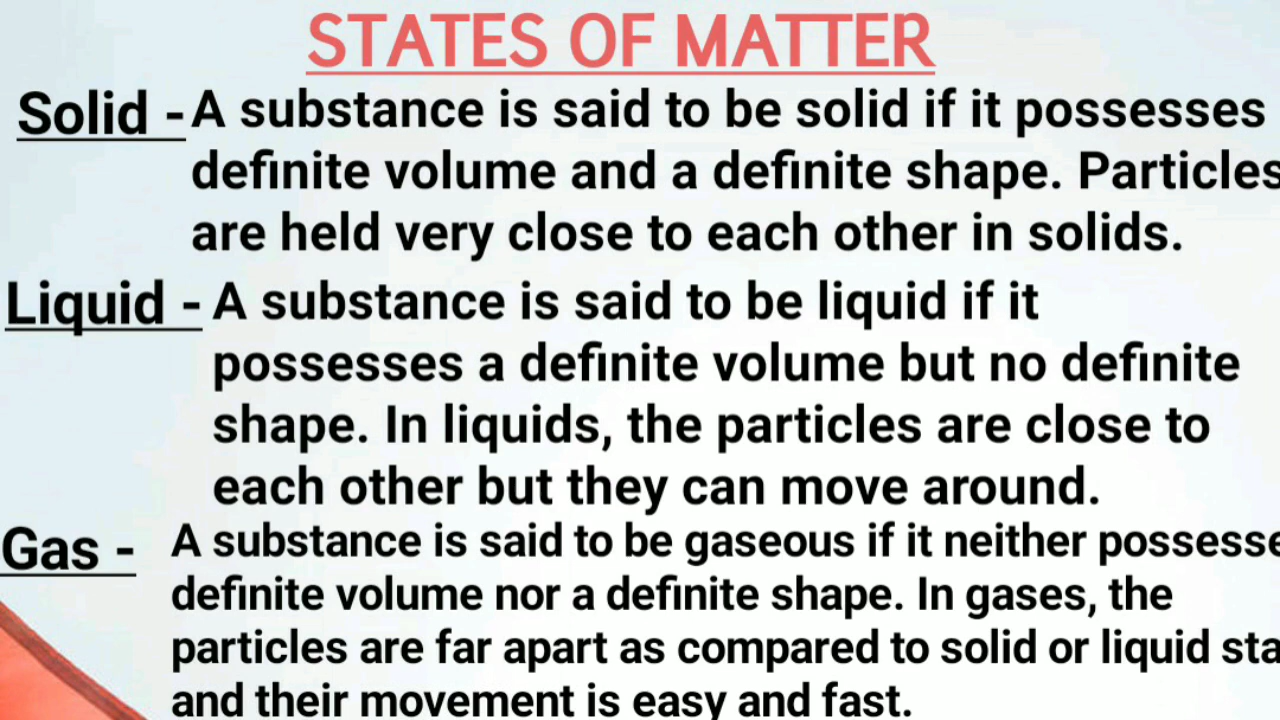 STATES OF MATTER
Solid - A substance is said to be solid if it possesses
definite volume and a definite shape. Particles
are held very close to each other in solids.
Liquid - A substance is said to be liquid if it
possesses a definite volume but no definite
shape. In liquids, the particles are close to
each other but they can move around.
Gas - A substance is said to be gaseous if it neither possesse
definite volume nor a definite shape. In gases, the
particles are far apart as compared to solid or liquid sta
and their movement is easy and fast.